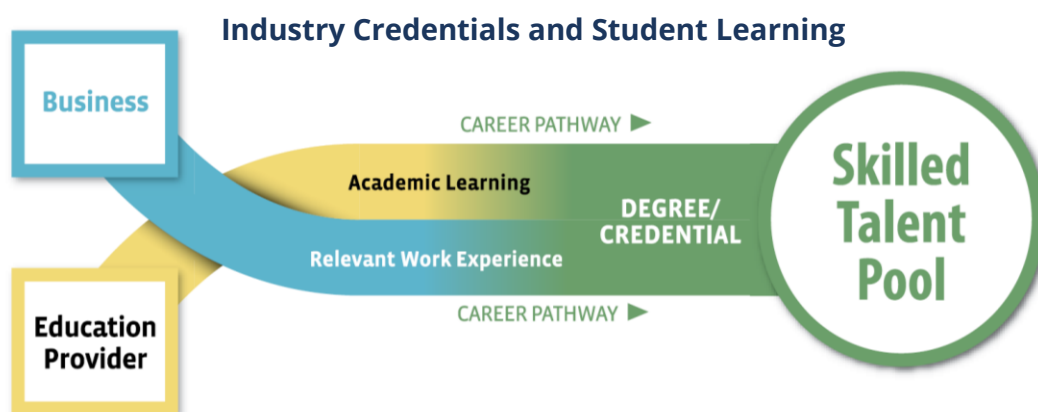 Industry Credentials and Student Learning
Business
CAREER PATHWAY
Academic Learning
DEGREE/
CREDENTIAL
Relevant Work Experience
CAREER PATHWAY
Education
Provider
Skilled
Talent
Pool